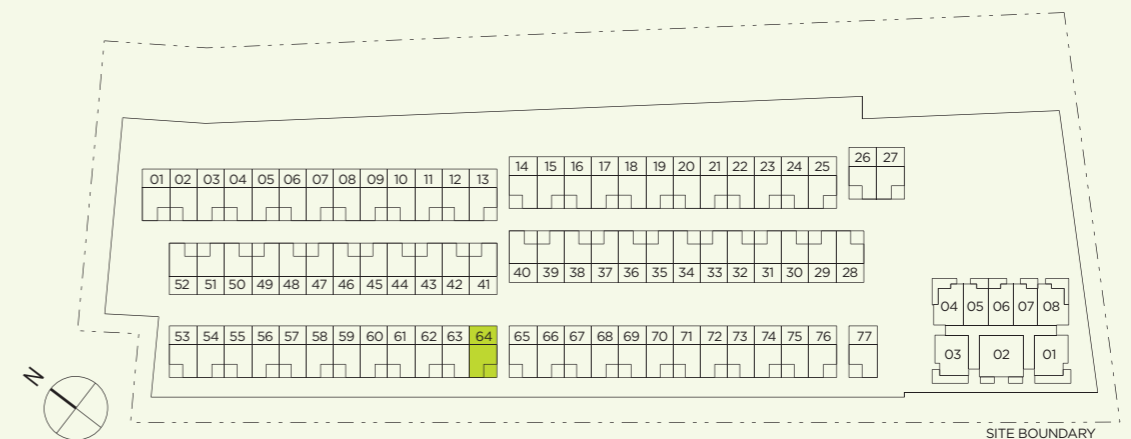 01 02 03 04 05 06 07 08 09 10 11 12 13
14 15 16 17 18 19 20 21 22 23 24 25
26 27
52 51 50 49 48 47 46 45 44 43 42 41
40 39 38 37 36 35 34 33 32 31 30 29 28
53 54 55 56 57 58 59 60 61 62 63 64
65 66 67 68 69 70 71 72 73 74 75 76
77
04 05 06 07 08
03 02 01
N
SITE BOUNDARY